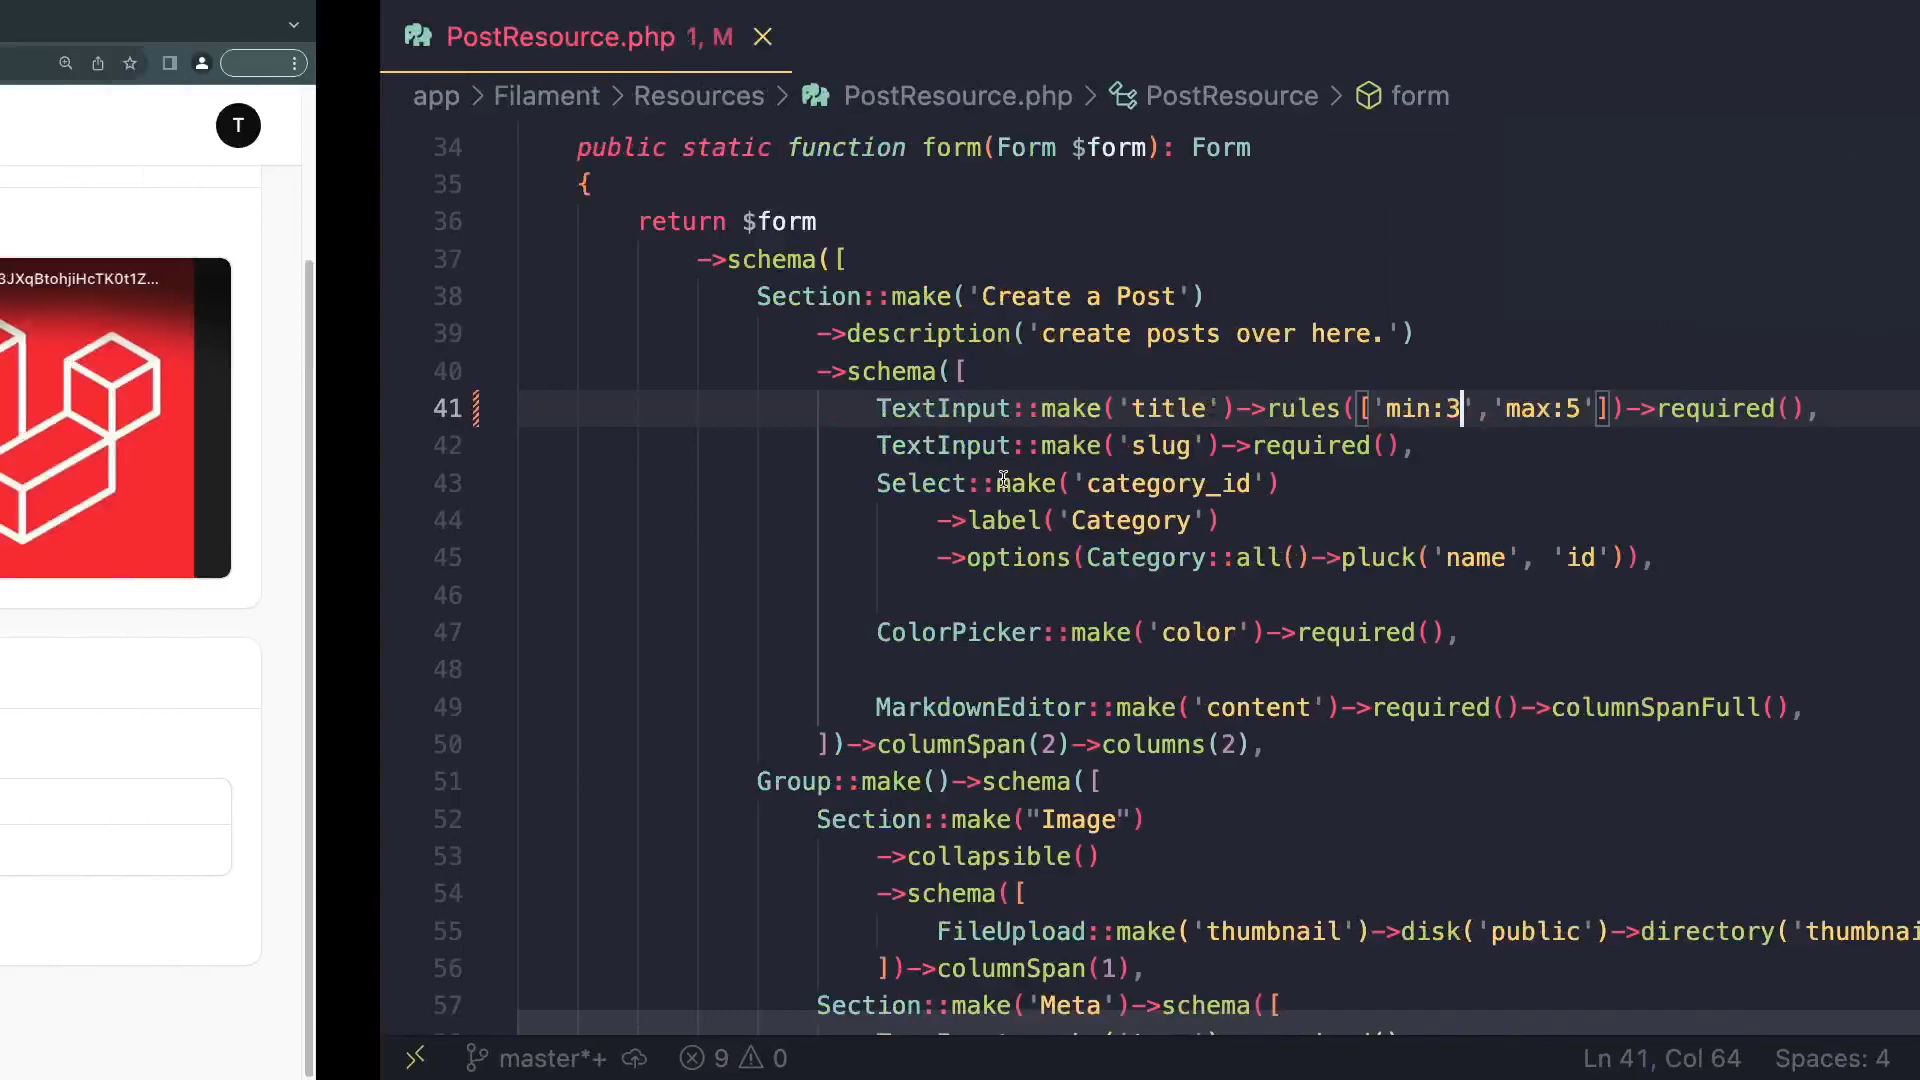 T
3JXqBtohjiHcTK0t1Z...
PostResource.php 1, M
app > Filament > Resources > PostResource.php > PostResource > form
34 public static function form(Form $form): Form
35 {
36 return $form
37 ->schema([
38 Section::make('Create a Post')
39 ->description('create posts over here.')
40 ->schema([
41 TextInput::make('title')->rules(['min:3','max:5'])->required(),
42 TextInput::make('slug')->required(),
43 Select::make('category_id')
44 ->label('Category')
45 ->options(Category::all()->pluck('name', 'id')),
46
47 ColorPicker::make('color')->required(),
48
49 MarkdownEditor::make('content')->required()->columnSpanFull(),
50 ])->columnSpan(2)->columns(2),
51 Group::make()->schema([
52 Section::make("Image")
53 ->collapsible()
54 ->schema([
55 FileUpload::make('thumbnail')->disk('public')->directory('thumbnai
56 ])->columnSpan(1),
57 Section::make('Meta')->schema([
master*+ 9 0 Ln 41, Col 64 Spaces: 4